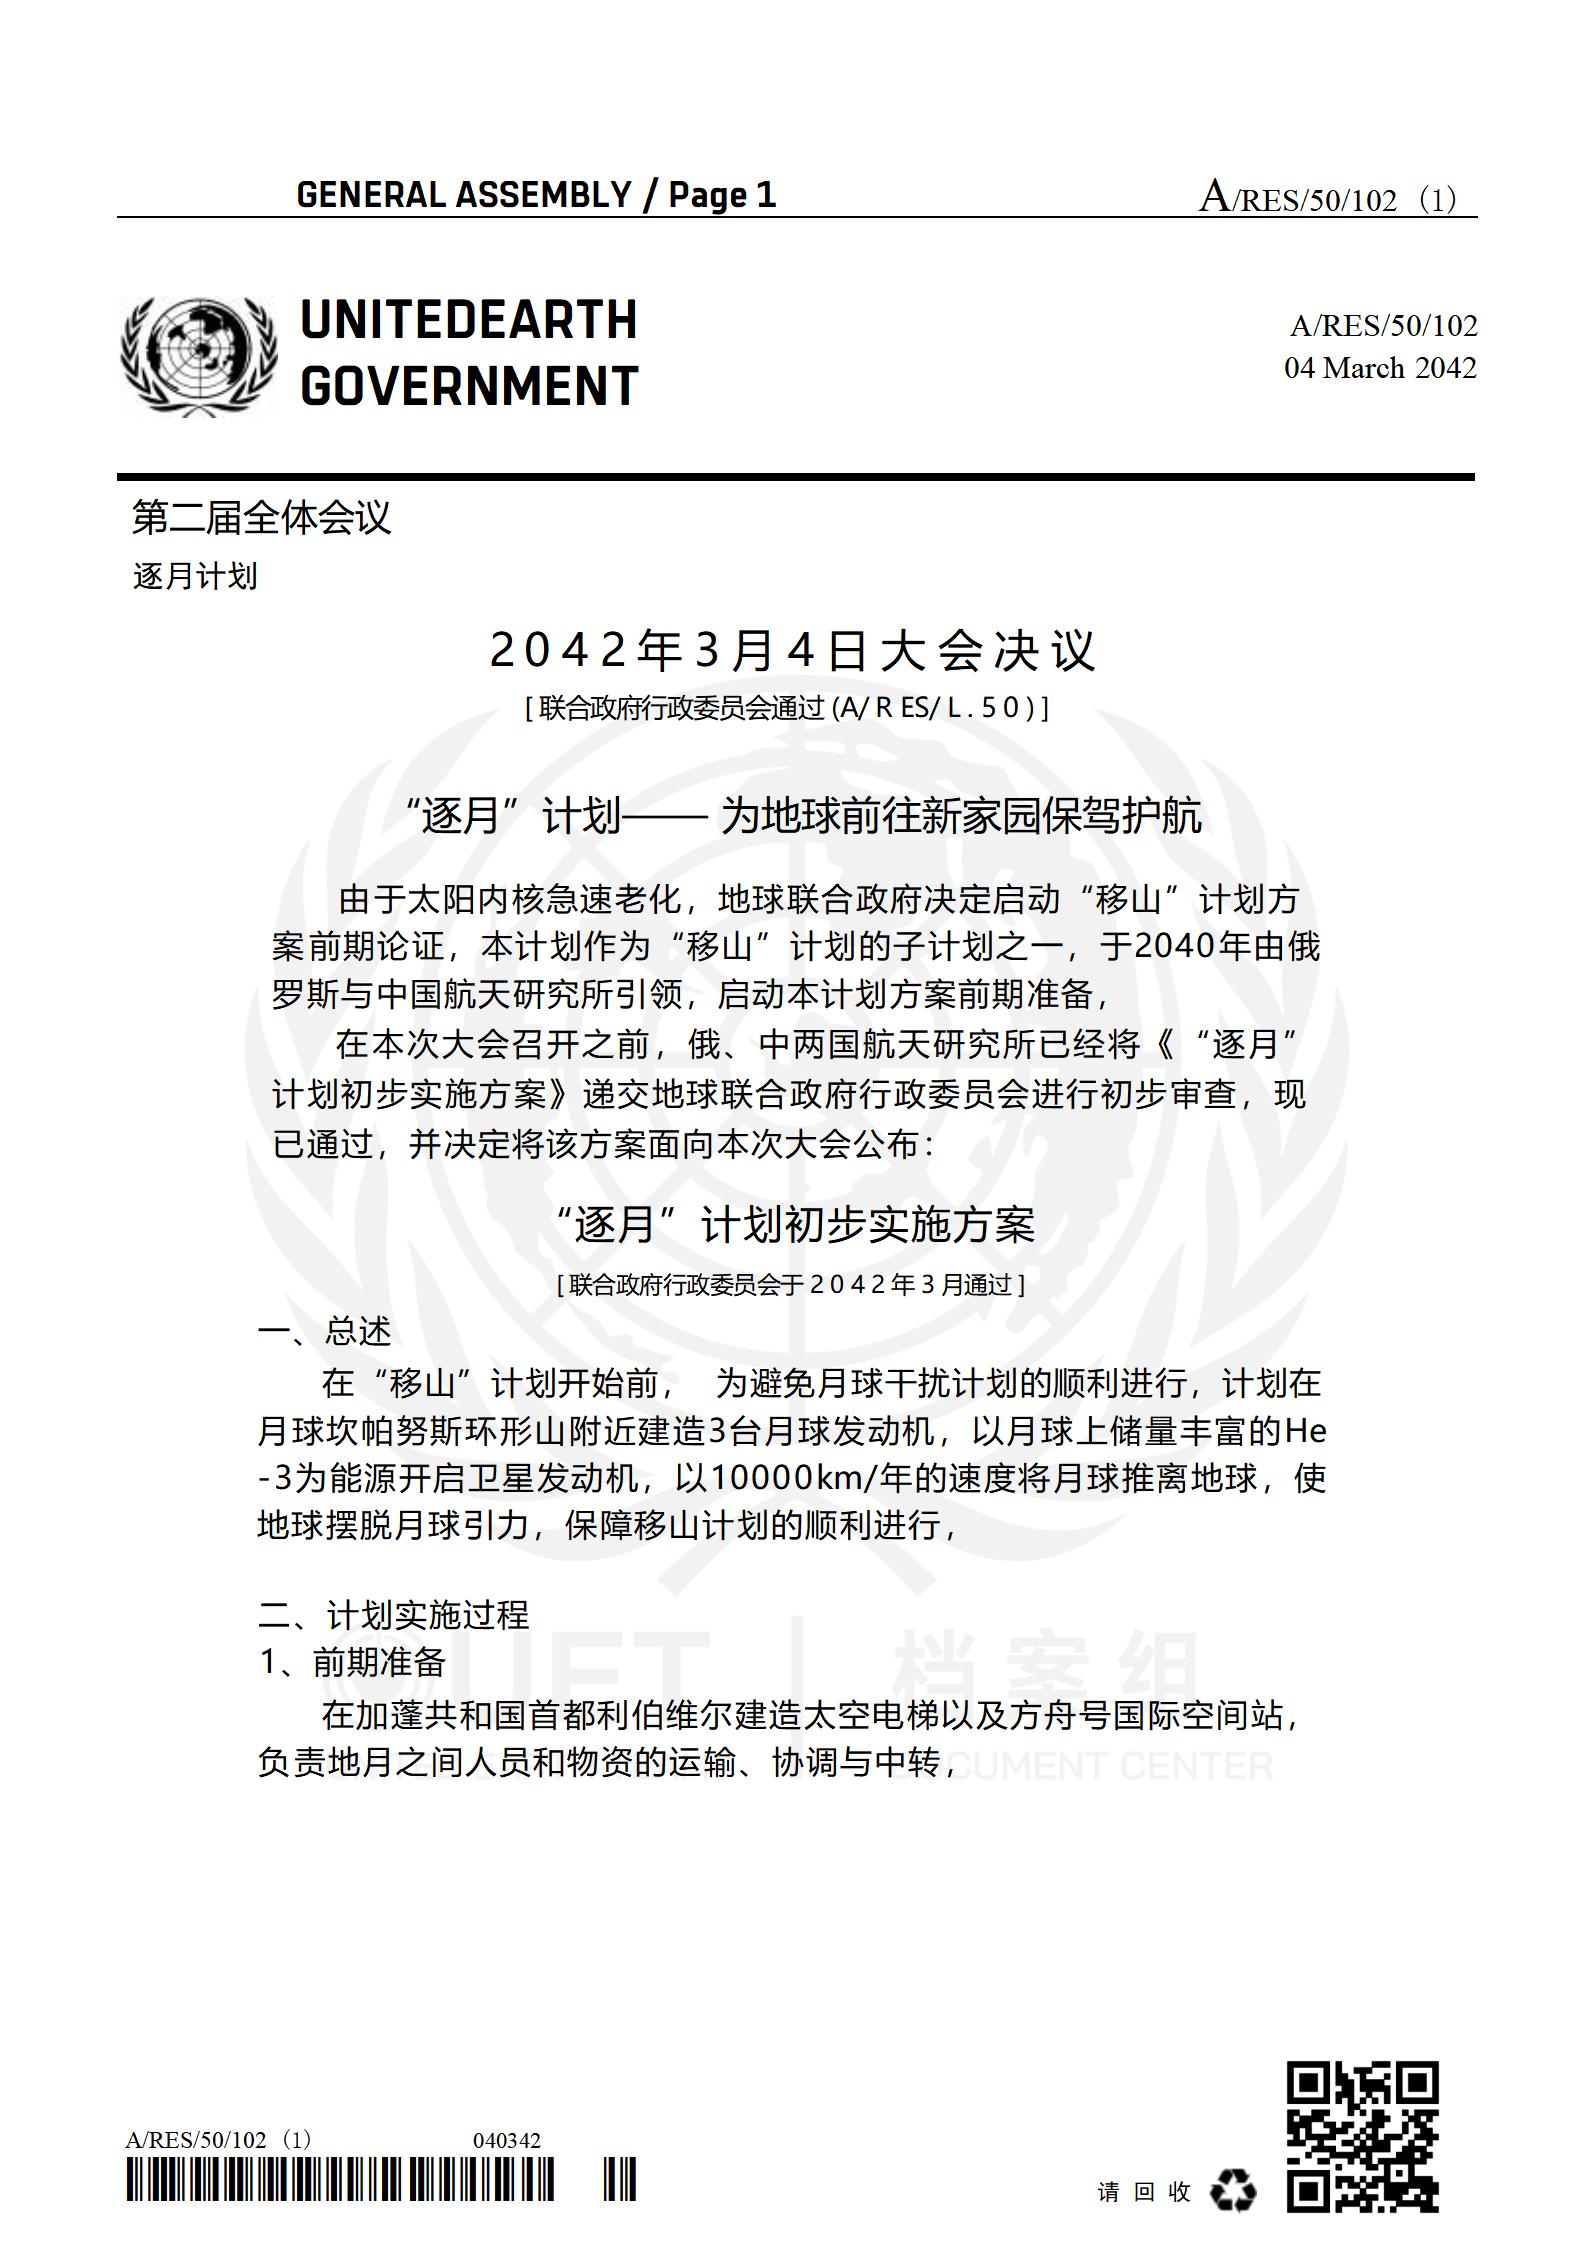 GENERAL ASSEMBLY / Page 1
A/RES/50/102（1）
UNITEDEARTH
GOVERNMENT
A/RES/50/102
04 March 2042
第二届全体会议
逐月计划
2042年3月4日大会决议
[联合政府行政委员会通过(A/RES/L.50)]
“逐月”计划—— 为地球前往新家园保驾护航
由于太阳内核急速老化，地球联合政府决定启动“移山”计划方
案前期论证，本计划作为“移山”计划的子计划之一，于2040年由俄
罗斯与中国航天研究所引领，启动本计划方案前期准备，
在本次大会召开之前，俄、中两国航天研究所已经将《“逐月”
计划初步实施方案》递交地球联合政府行政委员会进行初步审查，现
已通过，并决定将该方案面向本次大会公布：
“逐月”计划初步实施方案
[联合政府行政委员会于2042年3月通过]
一、总述
在“移山”计划开始前， 为避免月球干扰计划的顺利进行，计划在
月球坎帕努斯环形山附近建造3台月球发动机，以月球上储量丰富的He
-3为能源开启卫星发动机，以10000km/年的速度将月球推离地球，使
地球摆脱月球引力，保障移山计划的顺利进行，
二、计划实施过程
1、前期准备
在加蓬共和国首都利伯维尔建造太空电梯以及方舟号国际空间站，
负责地月之间人员和物资的运输、协调与中转，
档案组
DOCUMENT CENTER
A/RES/50/102（1）
040342
请回收